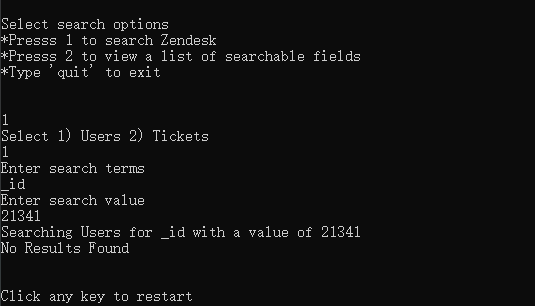 Select search options
*Presss 1 to search Zendesk
*Presss 2 to view a list of searchable fields
*Type 'quit' to exit
1
Select 1) Users 2) Tickets
1
Enter search terms
_id
Enter search value
21341
Searching Users for _id with a value of 21341
No Results Found
Click any key to restart